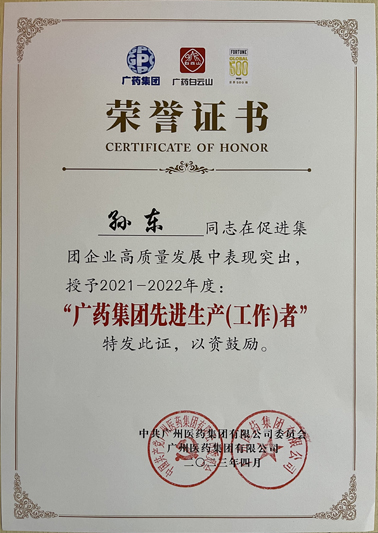 广药集团 广药白云山 FORTUNE GLOBAL 500
荣誉证书
CERTIFICATE OF HONOR
孙东 同志在促进集
团企业高质量发展中表现突出，
授予2021-2022年度：
“广药集团先进生产(工作)者”
特发此证，以资鼓励。
中共广州医药集团有限公司委员会
广州医药集团有限公司
二〇二三年四月